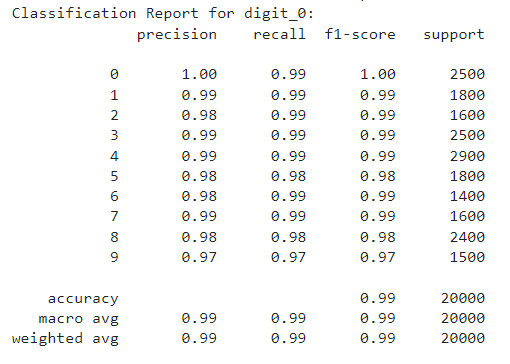 Classification Report for digit_0:
precision recall f1-score support
0 1.00 0.99 1.00 2500
1 0.99 0.99 0.99 1800
2 0.98 0.99 0.99 1600
3 0.99 0.99 0.99 2500
4 0.99 0.99 0.99 2900
5 0.98 0.98 0.98 1800
6 0.98 0.99 0.99 1400
7 0.99 0.99 0.99 1600
8 0.98 0.98 0.98 2400
9 0.97 0.97 0.97 1500
accuracy 0.99 20000
macro avg 0.99 0.99 0.99 20000
weighted avg 0.99 0.99 0.99 20000